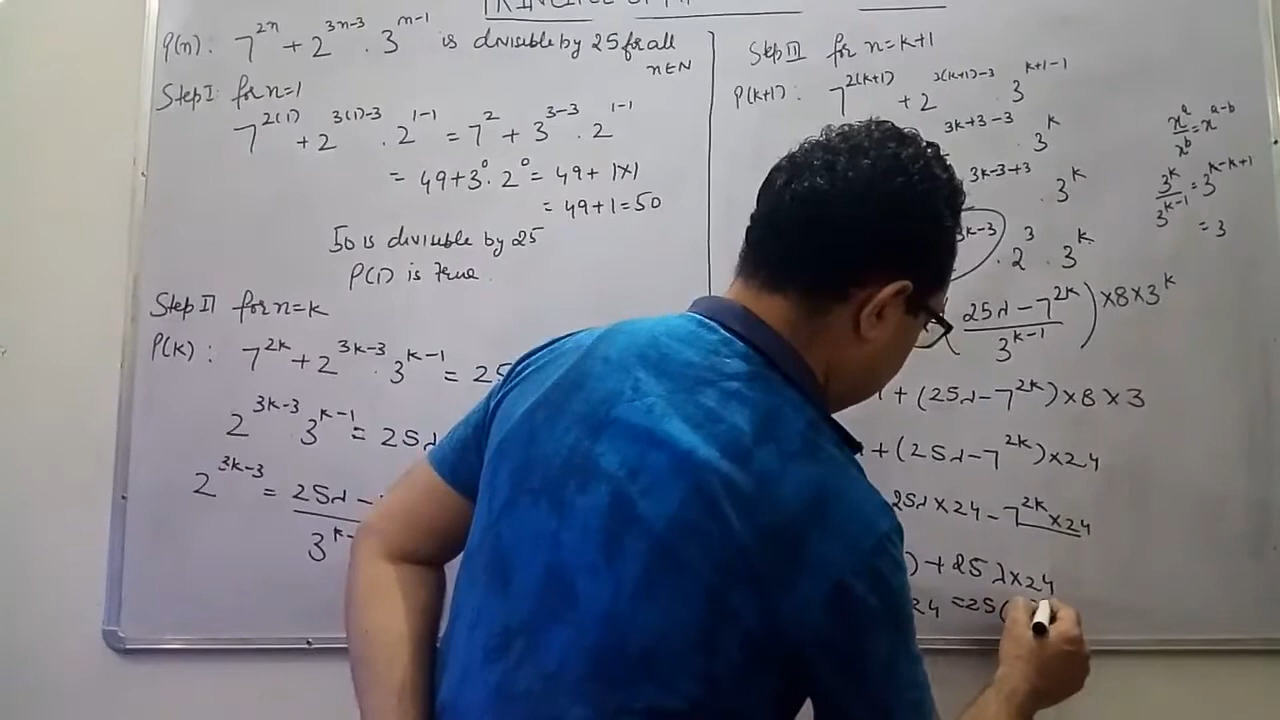 P(n): 7^{2n} + 2^{3n-3} . 3^{n-1} is divisible by 25 for all
n∈N
Step I for n=1
7^{2(1)} + 2^{3(1)-3} . 2^{1-1} = 7^2 + 3^{3-3} . 2^{1-1}
= 49+3^0. 2^0 = 49+ 1×1
= 49+1=50
50 is divisible by 25
P(1) is true
Step II for n=k
P(k): 7^{2k} + 2^{3k-3} . 3^{k-1} = 25
2^{3k-3} 3^{k-1} = 25λ
2^{3k-3} = 25λ -
3^{k-
Step III for n=k+1
P(k+1): 7^{2(k+1)} + 2^{3(k+1)-3} 3^{k+1-1}
3k+3-3 3^k
3k-3+3 . 3^k
3k-3 . 2^3 . 3^k
(25λ-7^{2k} / 3^{k-1}) ×8×3^k
+ (25λ-7^{2k})×8×3
+ (25λ-7^{2k})×24
25λ×24 - 7^{2k}×24
) + 25λ×24
24 =25(
x^a/x^b = x^{a-b}
3^k/3^{k-1} = 3^{k-k+1}
= 3